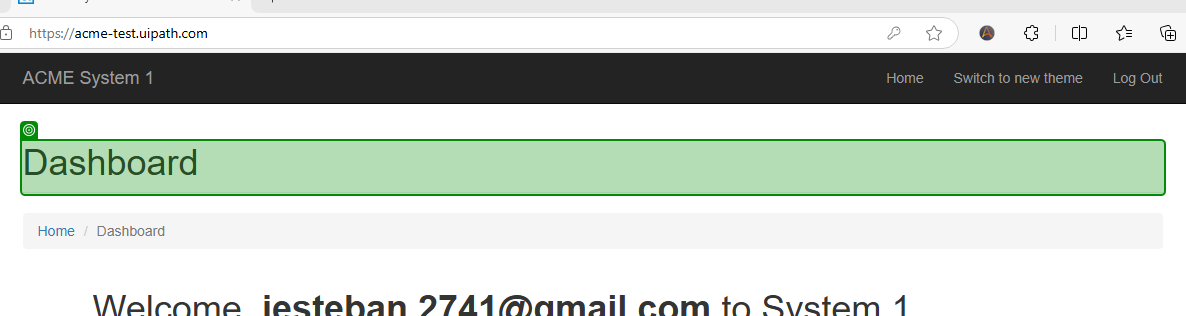 https://acme-test.uipath.com
ACME System 1 Home Switch to new theme Log Out
Dashboard
Home / Dashboard
Welcome, jesteban.2741@gmail.com to System 1